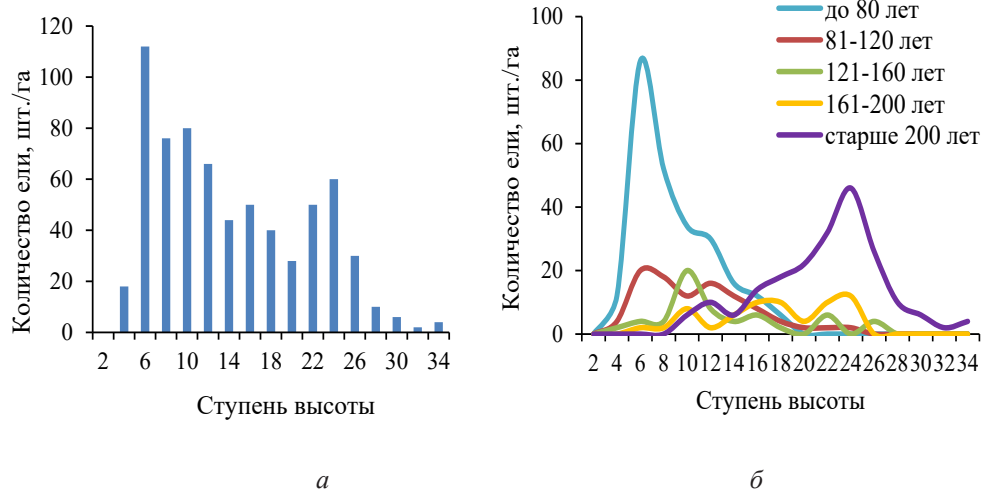 Количество ели, шт./га
120
100
80
60
40
20
0
2 6 10 14 18 22 26 30 34
Ступень высоты
а
Количество ели, шт./га
100
80
60
40
20
0
до 80 лет
81-120 лет
121-160 лет
161-200 лет
старше 200 лет
2 4 6 8 10 12 14 16 18 20 22 24 26 28 30 32 34
Ступень высоты
б